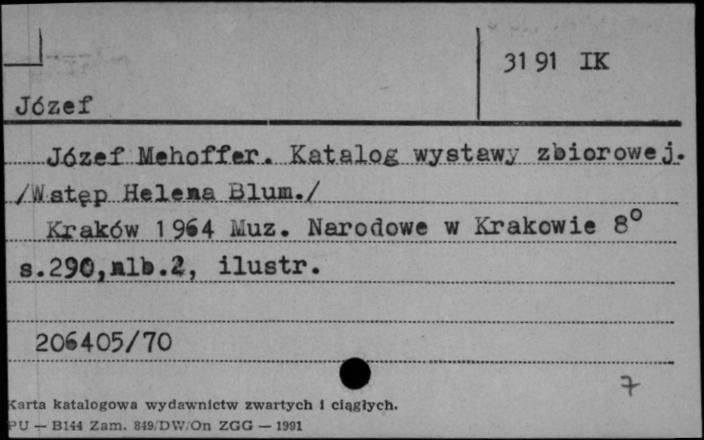 3191 IK
Józef
Józef Mehoffer. Katalog wystawy zbiorowej.
/Wstęp Helena Blum./
Kraków 1964 Muz. Narodowe w Krakowie 8°
s.290,nlb.2, ilustr.
206405/70
7
Karta katalogowa wydawnictw zwartych i ciągłych.
PU — B144 Zam. 849/DW/On ZGG — 1991